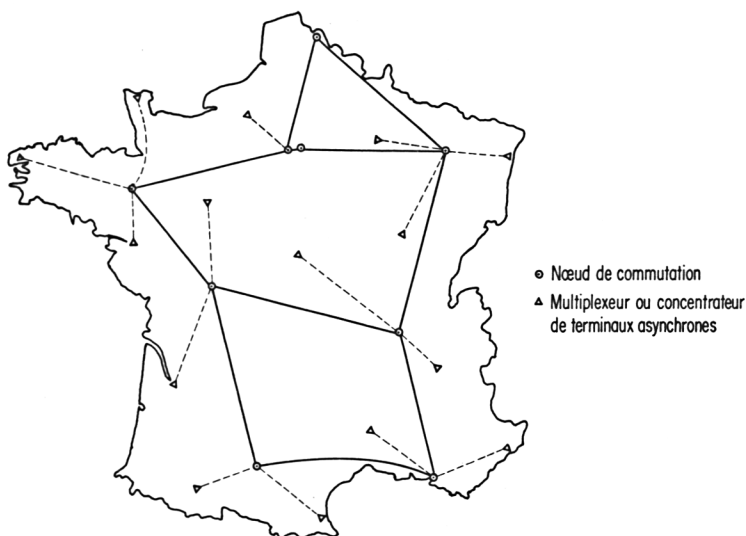 Nœud de commutation
Multiplexeur ou concentrateur
de terminaux asynchrones